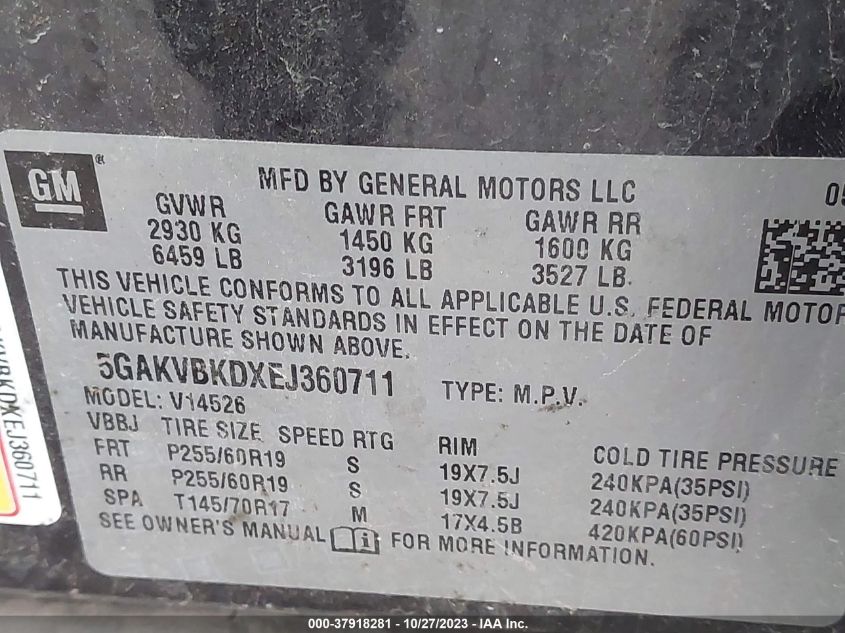 GM®
MFD BY GENERAL MOTORS LLC
05
GVWR GAWR FRT GAWR RR
2930 KG 1450 KG 1600 KG
6459 LB 3196 LB 3527 LB.
THIS VEHICLE CONFORMS TO ALL APPLICABLE U.S. FEDERAL MOTOR
VEHICLE SAFETY STANDARDS IN EFFECT ON THE DATE OF
MANUFACTURE SHOWN ABOVE.
5GAKVBKDXEJ360711 TYPE: M.P.V.
MODEL: V14526
VBBJ TIRE SIZE SPEED RTG RIM COLD TIRE PRESSURE
FRT P255/60R19 S 19X7.5J 240KPA(35PSI)
RR P255/60R19 S 19X7.5J 240KPA(35PSI)
SPA T145/70R17 M 17X4.5B 420KPA(60PSI)
SEE OWNER'S MANUAL i FOR MORE INFORMATION.
KVBKDXEJ360711
000-37918281 - 10/27/2023 - IAA Inc.